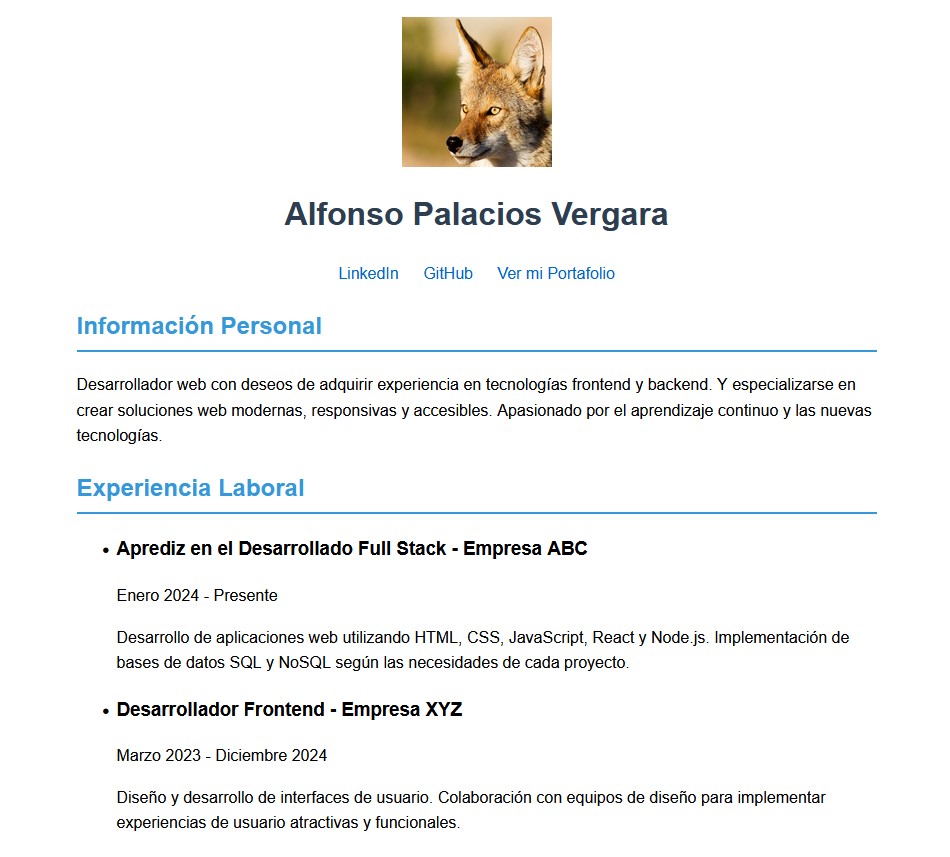 Alfonso Palacios Vergara
LinkedIn GitHub Ver mi Portafolio
Información Personal
Desarrollador web con deseos de adquirir experiencia en tecnologías frontend y backend. Y especializarse en
crear soluciones web modernas, responsivas y accesibles. Apasionado por el aprendizaje continuo y las nuevas
tecnologías.
Experiencia Laboral
• Aprediz en el Desarrollado Full Stack - Empresa ABC
Enero 2024 - Presente
Desarrollo de aplicaciones web utilizando HTML, CSS, JavaScript, React y Node.js. Implementación de
bases de datos SQL y NoSQL según las necesidades de cada proyecto.
• Desarrollador Frontend - Empresa XYZ
Marzo 2023 - Diciembre 2024
Diseño y desarrollo de interfaces de usuario. Colaboración con equipos de diseño para implementar
experiencias de usuario atractivas y funcionales.